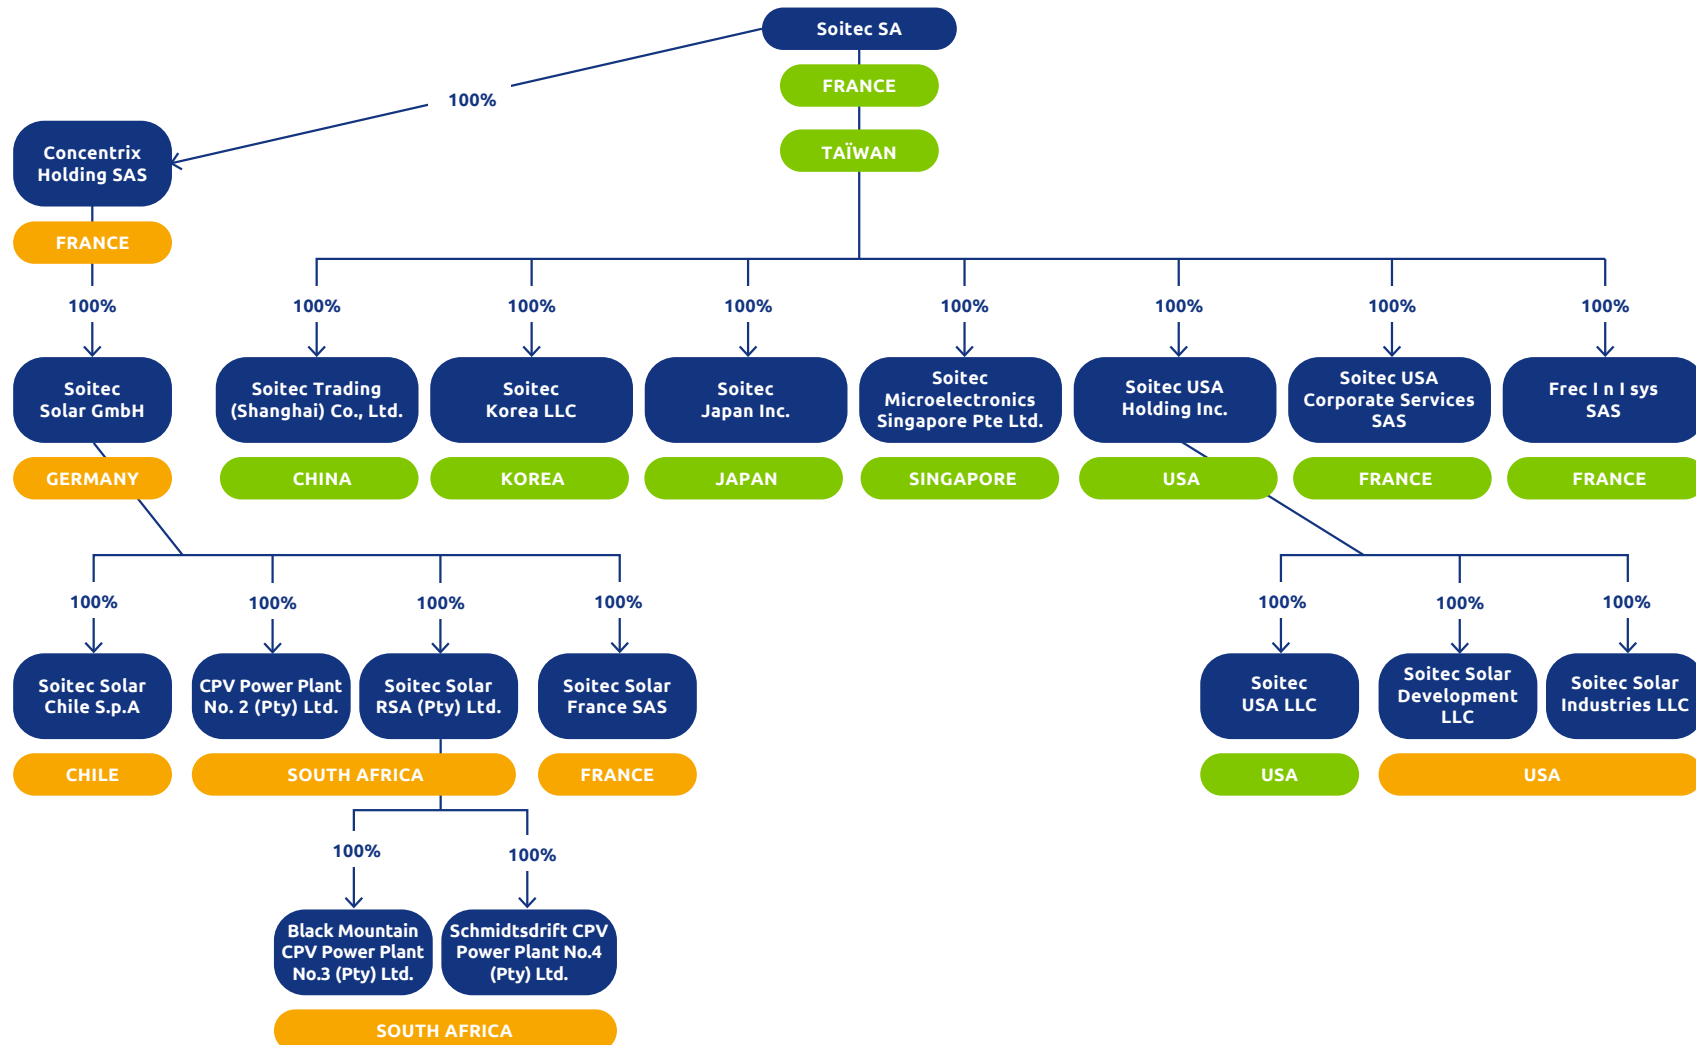 Soitec SA
FRANCE
100%
TAÏWAN
Concentrix
Holding SAS
FRANCE
100%
100%
100%
100%
100%
100%
100%
100%
Soitec
Solar GmbH
Soitec Trading
(Shanghai) Co., Ltd.
Soitec
Korea LLC
Soitec
Japan Inc.
Soitec
Microelectronics
Singapore Pte Ltd.
Soitec USA
Holding Inc.
Soitec USA
Corporate Services
SAS
Frec I n I sys
SAS
GERMANY
CHINA
KOREA
JAPAN
SINGAPORE
USA
FRANCE
FRANCE
100%
100%
100%
100%
100%
100%
100%
Soitec Solar
Chile S.p.A
CPV Power Plant
No. 2 (Pty) Ltd.
Soitec Solar
RSA (Pty) Ltd.
Soitec Solar
France SAS
Soitec
USA LLC
Soitec Solar
Development
LLC
Soitec Solar
Industries LLC
CHILE
SOUTH AFRICA
FRANCE
USA
USA
100%
100%
Black Mountain
CPV Power Plant
No.3 (Pty) Ltd.
Schmidtsdrift CPV
Power Plant No.4
(Pty) Ltd.
SOUTH AFRICA